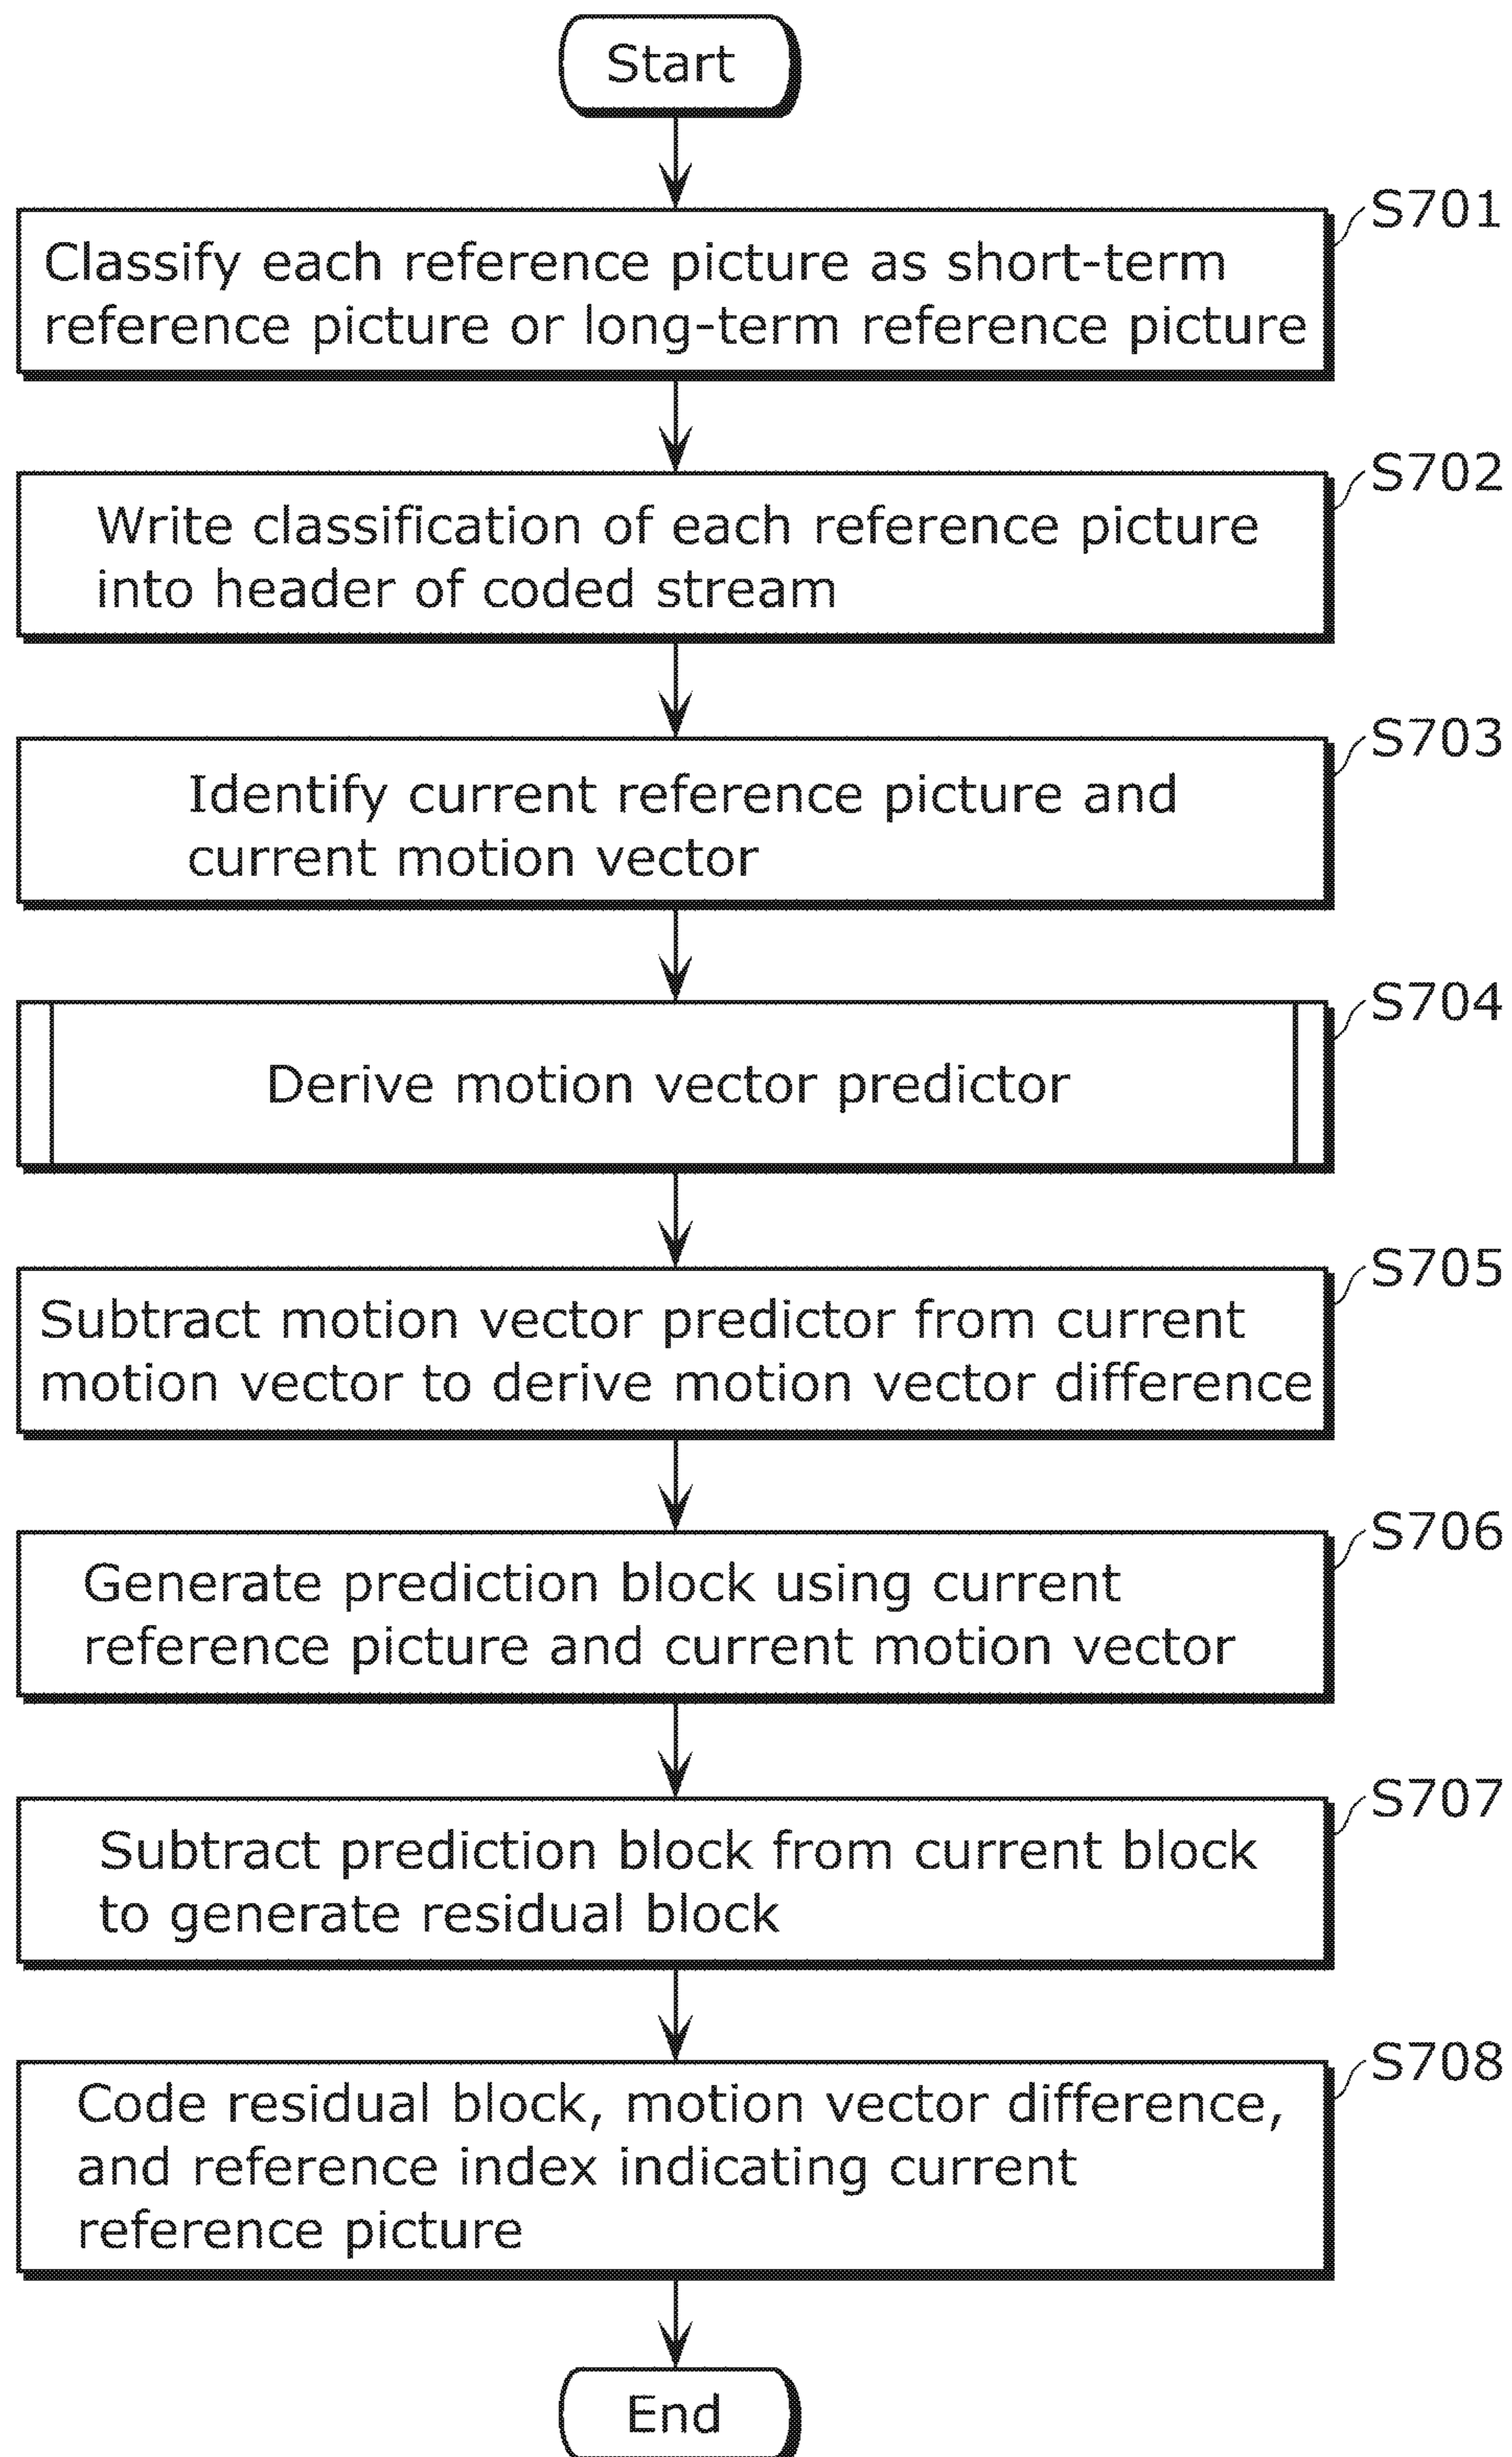 Start
S701
Classify each reference picture as short-term
reference picture or long-term reference picture
S702
Write classification of each reference picture
into header of coded stream
S703
Identify current reference picture and
current motion vector
S704
Derive motion vector predictor
S705
Subtract motion vector predictor from current
motion vector to derive motion vector difference
S706
Generate prediction block using current
reference picture and current motion vector
S707
Subtract prediction block from current block
to generate residual block
S708
Code residual block, motion vector difference,
and reference index indicating current
reference picture
End